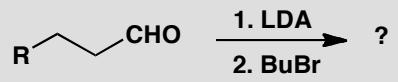 R
CHO
1. LDA
2. BuBr
?